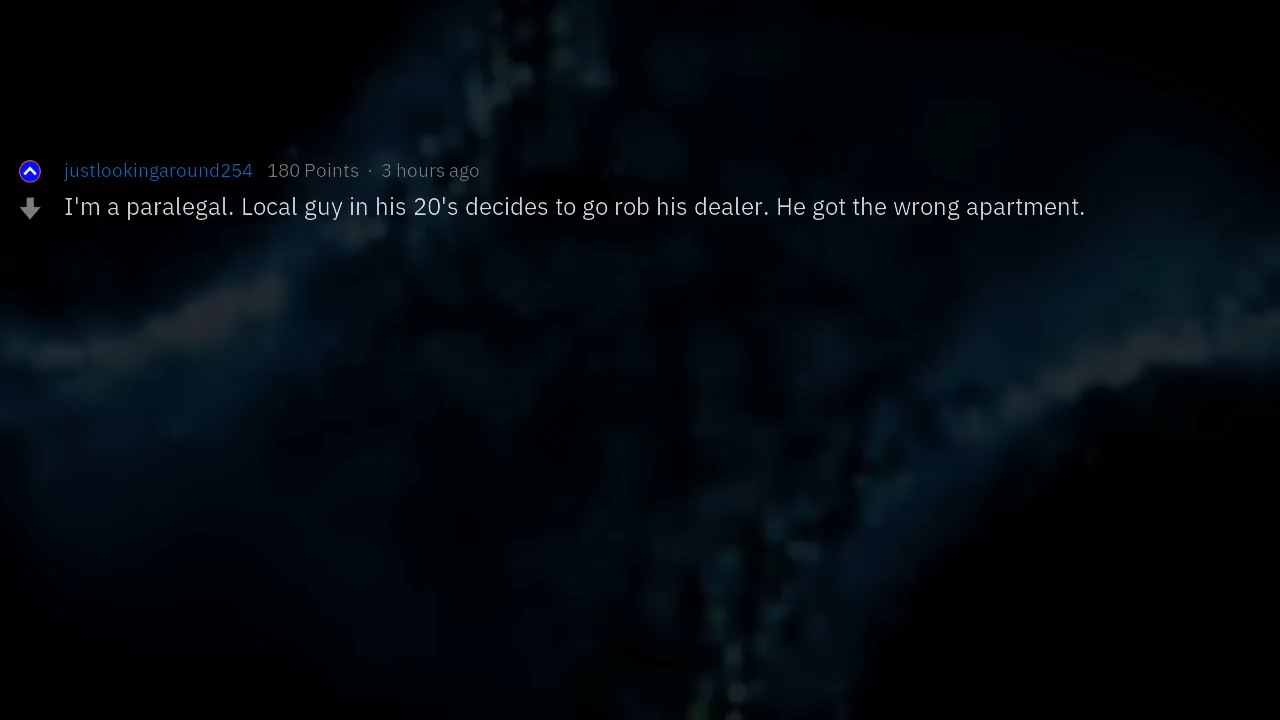 justlookingaround254 180 Points · 3 hours ago
I'm a paralegal. Local guy in his 20's decides to go rob his dealer. He got the wrong apartment.